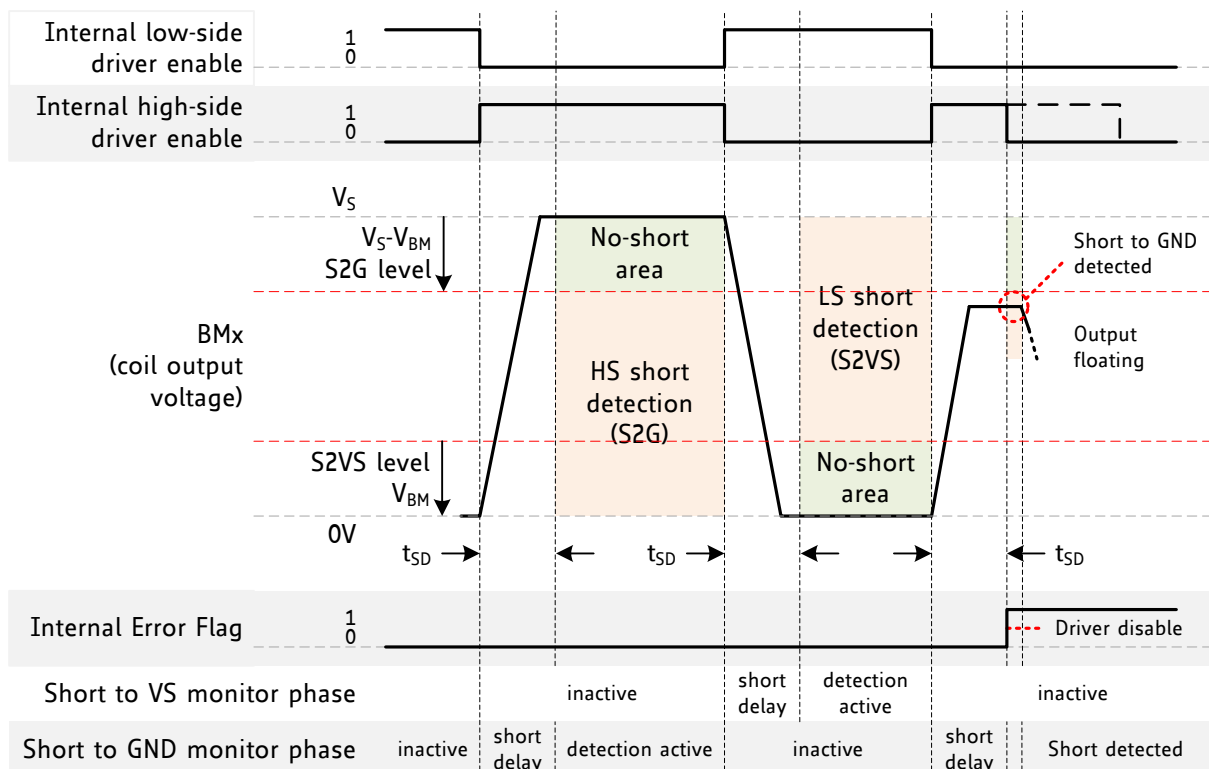 Internal low-side
driver enable
1
0
Internal high-side
driver enable
1
0
VS
VS-VBM
S2G level
No-short
area
Short to GND
detected
BMx
(coil output
voltage)
HS short
detection
(S2G)
LS short
detection
(S2VS)
Output
floating
S2VS level
VBM
No-short
area
0V
tSD
tSD
tSD
Internal Error Flag
1
0
Driver disable
Short to VS monitor phase
inactive
short
delay
detection
active
inactive
Short to GND monitor phase
inactive
short
delay
detection active
inactive
short
delay
Short detected